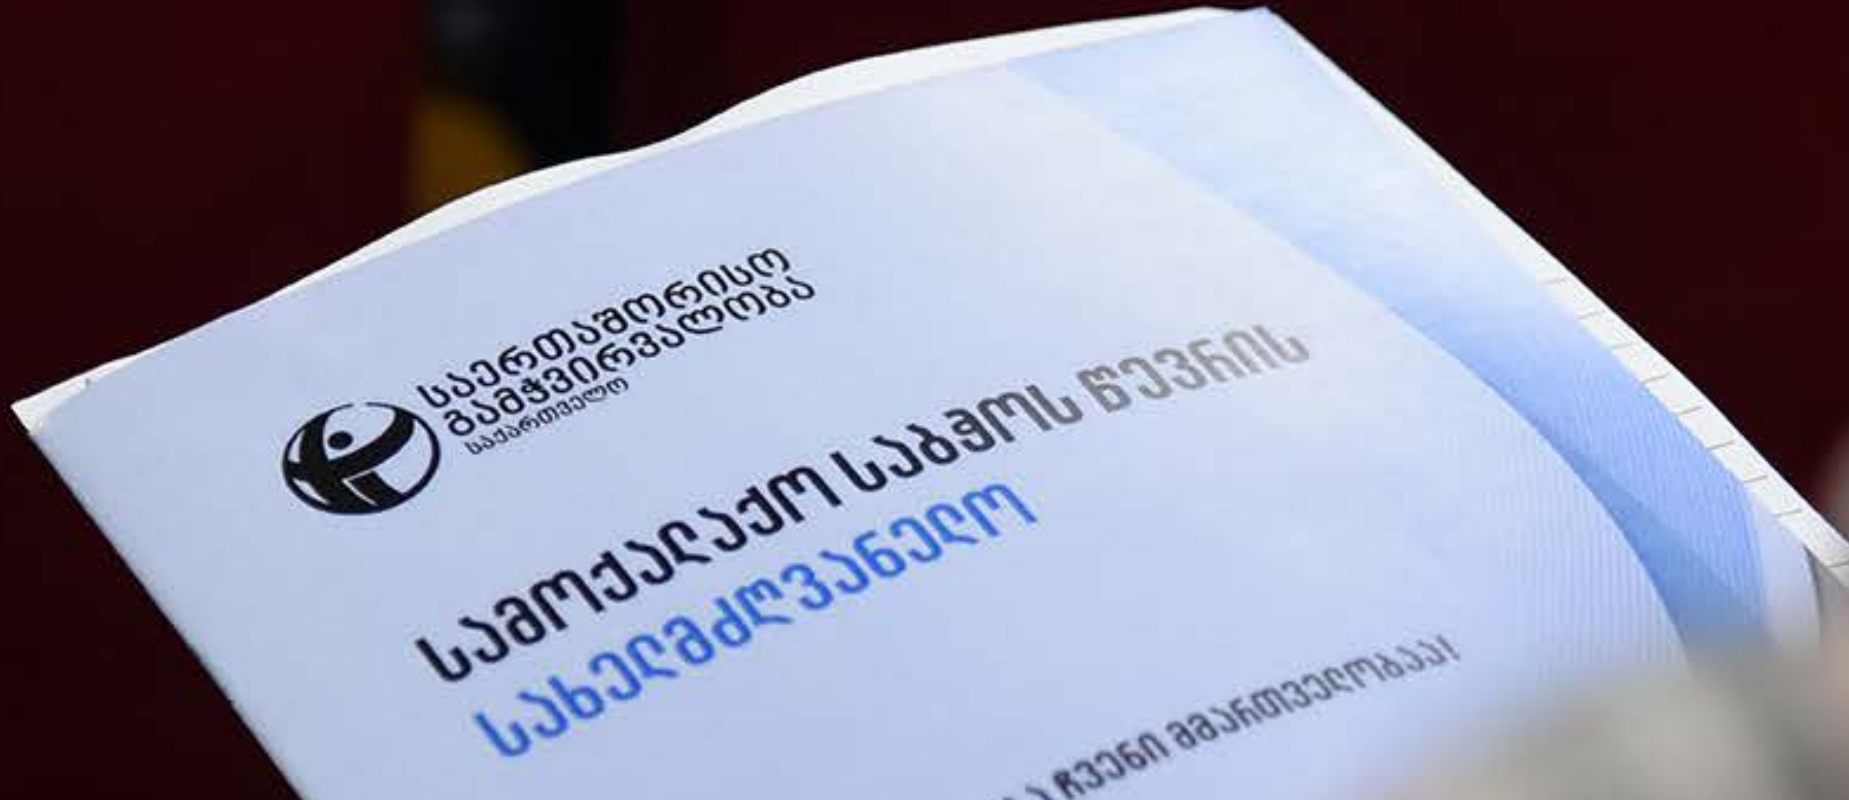 საერთაშორისო
გამჭვირვალობა
საქართველო
სამოქალაქო საბჭოს წევრის
სახელმძღვანელო
ჩვენი მმართველობაა!